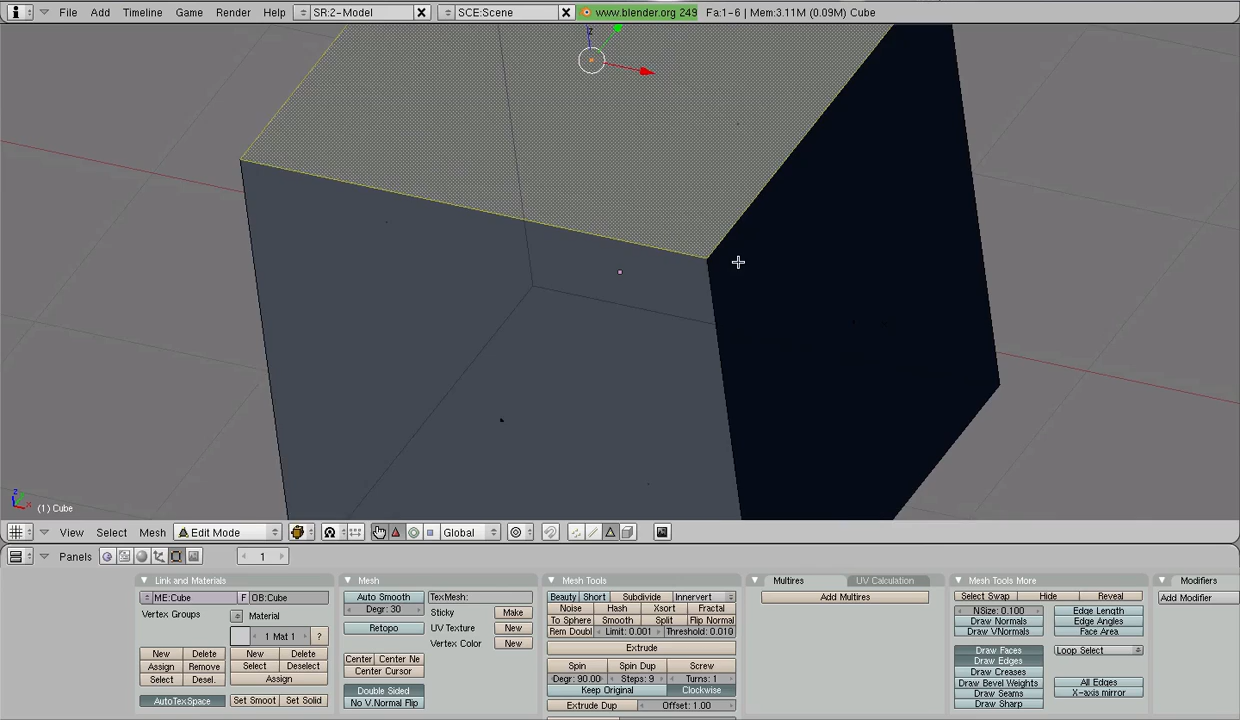 File Add Timeline Game Render SR:2-Model SCE:Scene www.blender.org 249 Fa:1-6 | Mem:3.11M (0.09M) Cube
z
(1) Cube
View Select Mesh Edit Mode Global
Panels 1
Link and Materials Mesh Mesh Tools Multires UV Calculation Mesh Tools More Modifiers
ME:Cube F OB:Cube
Vertex Groups
Material
1 Mat 1 ?
New Delete New Delete
Assign Remove Select Deselect
Select Desel. Assign
AutoTexSpace Set Smoot Set Solid
Auto Smooth TexMesh:
Degr: 30 Sticky Make
Retopo UV Texture New
Vertex Color New
Center Center Ne
Center Cursor
Double Sided
No V.Normal Flip
Beauty Short Subdivide Innervert
Noise Hash Xsort Fractal
To Sphere Smooth Split Flip Normal
Rem Doubl Limit: 0.001 Threshold: 0.010
Extrude
Spin Spin Dup Screw
Degr: 90.00 Steps: 9 Turns: 1
Keep Original Clockwise
Extrude Dup Offset: 1.00
Add Multires
Select Swap Hide Reveal
NSize: 0.100 Edge Length
Draw Normals Edge Angles
Draw VNormals Face Area
Draw Faces Loop Select
Draw Edges
Draw Creases
Draw Bevel Weights All Edges
Draw Seams X-axis mirror
Draw Sharp
Add Modifier